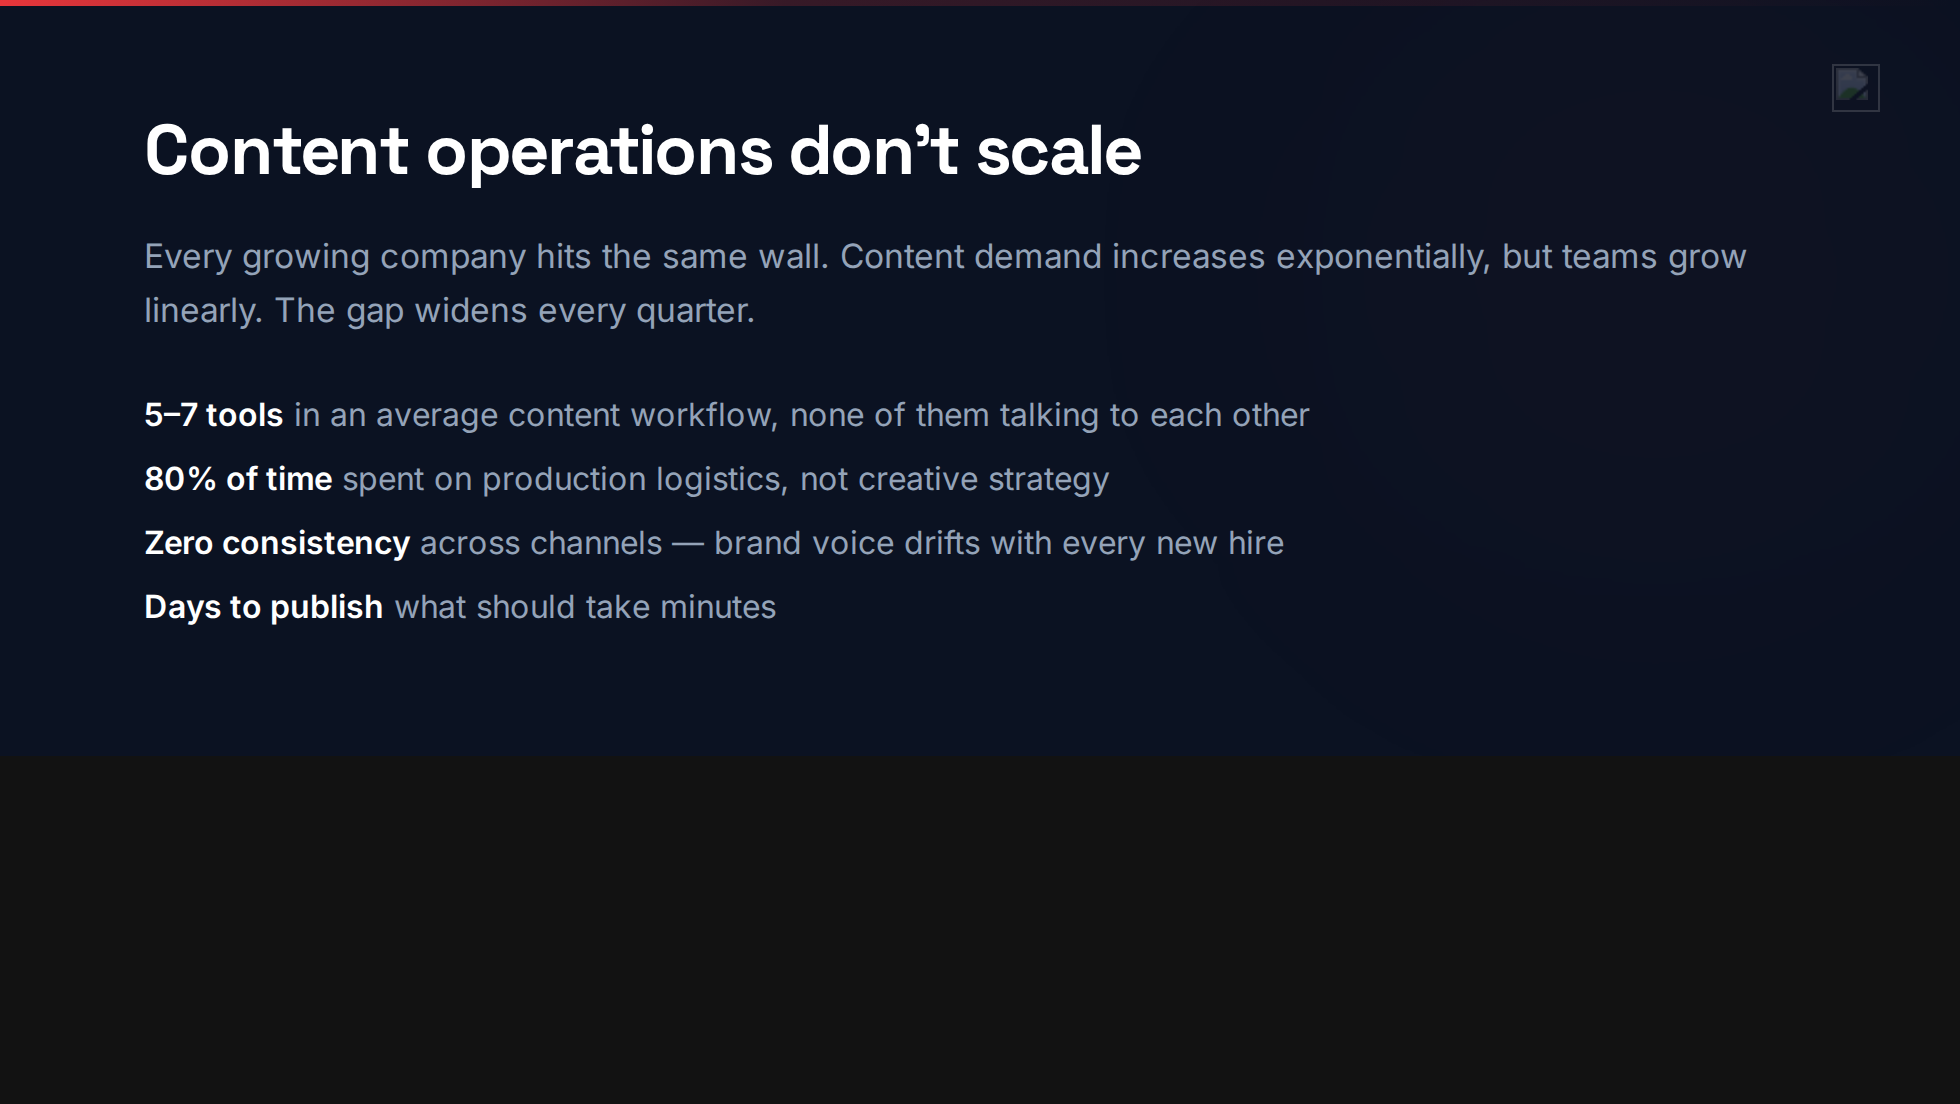 Content operations don’t scale
Every growing company hits the same wall. Content demand increases exponentially, but teams grow
linearly. The gap widens every quarter.
5–7 tools in an average content workflow, none of them talking to each other
80% of time spent on production logistics, not creative strategy
Zero consistency across channels — brand voice drifts with every new hire
Days to publish what should take minutes